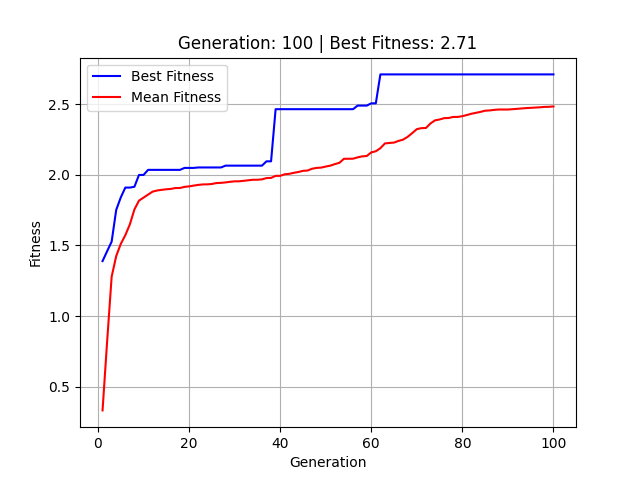 Generation: 100 | Best Fitness: 2.71
Best Fitness
Mean Fitness
2.5
2.0
1.5
1.0
0.5
Fitness
0 20 40 60 80 100
Generation